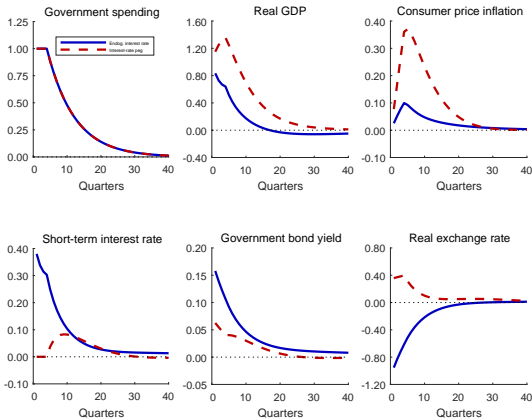 Government spending
1.25
1.00
0.75
0.50
0.25
0.00
Endog. interest rate
Interest rate peg
0 10 20 30 40
Quarters
Real GDP
1.60
1.20
0.80
0.40
0.00
-0.40
0 10 20 30 40
Quarters
Consumer price inflation
0.40
0.30
0.20
0.10
0.00
-0.10
0 10 20 30 40
Quarters
Short-term interest rate
0.40
0.30
0.20
0.10
0.00
-0.10
0 10 20 30 40
Quarters
Government bond yield
0.20
0.15
0.10
0.05
0.00
0.05
0 10 20 30 40
Quarters
Real exchange rate
0.80
0.40
0.00
-0.40
-0.80
-1.20
0 10 20 30 40
Quarters